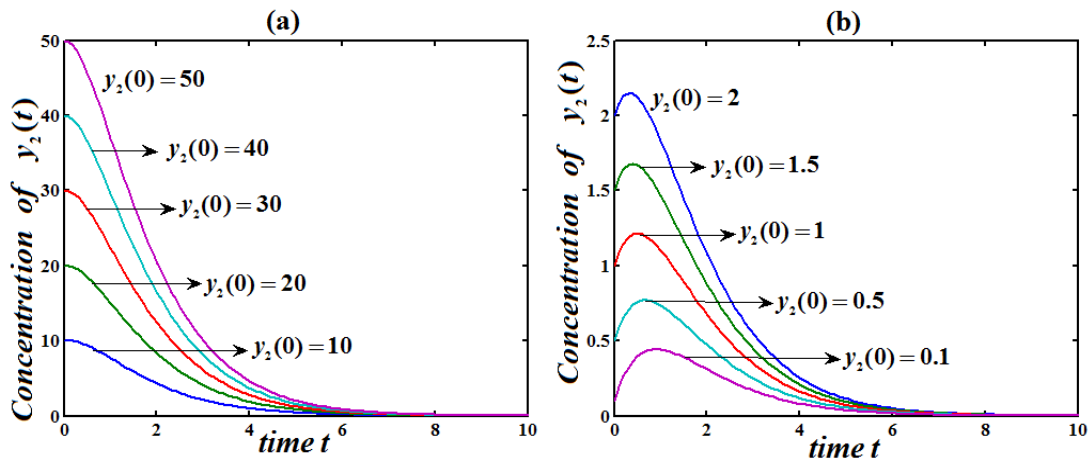 (a)
Concentration of y₂(t)
50
40
30
20
10
0
y₂(0) = 50
y₂(0) = 40
y₂(0) = 30
y₂(0) = 20
y₂(0) = 10
0 2 4 6 8 10
time t
(b)
Concentration of y₂(t)
2.5
2
1.5
1
0.5
0
y₂(0) = 2
y₂(0) = 1.5
y₂(0) = 1
y₂(0) = 0.5
y₂(0) = 0.1
0 2 4 6 8 10
time t